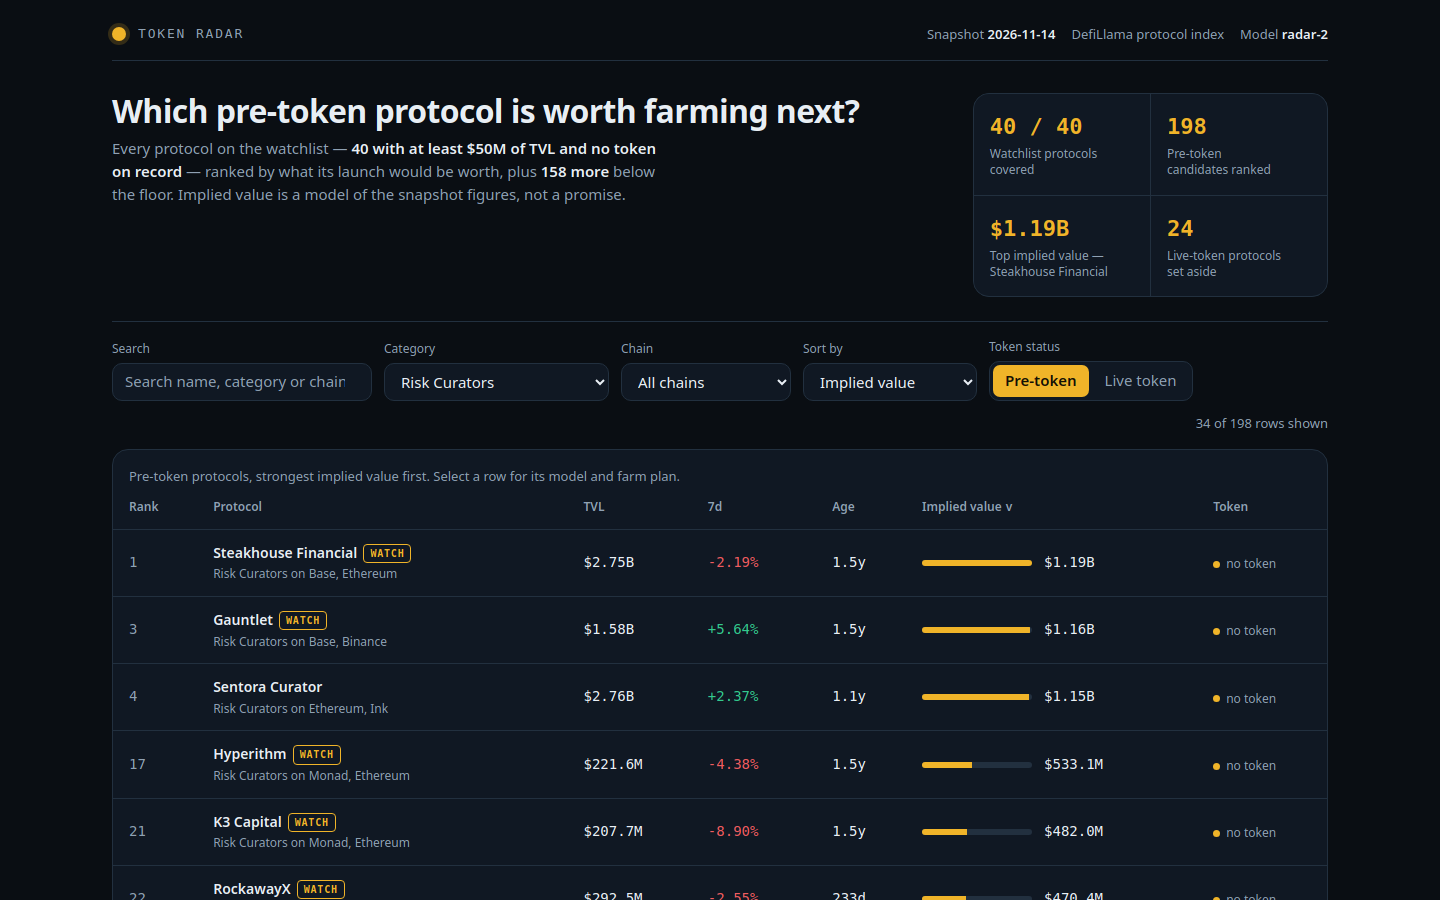 TOKEN RADAR
Snapshot 2026-11-14 DefiLlama protocol index Model radar-2
Which pre-token protocol is worth farming next?
Every protocol on the watchlist — 40 with at least $50M of TVL and no token
on record — ranked by what its launch would be worth, plus 158 more below
the floor. Implied value is a model of the snapshot figures, not a promise.
40 / 40
Watchlist protocols
covered
198
Pre-token
candidates ranked
$1.19B
Top implied value —
Steakhouse Financial
24
Live-token protocols
set aside
Search Category Chain Sort by Token status
Search name, category or chain Risk Curators All chains Implied value Pre-token Live token
34 of 198 rows shown
Pre-token protocols, strongest implied value first. Select a row for its model and farm plan.
Rank Protocol TVL 7d Age Implied value v Token
1 Steakhouse Financial WATCH $2.75B -2.19% 1.5y $1.19B no token
Risk Curators on Base, Ethereum
3 Gauntlet WATCH $1.58B +5.64% 1.5y $1.16B no token
Risk Curators on Base, Binance
4 Sentora Curator $2.76B +2.37% 1.1y $1.15B no token
Risk Curators on Ethereum, Ink
17 Hyperithm WATCH $221.6M -4.38% 1.5y $533.1M no token
Risk Curators on Monad, Ethereum
21 K3 Capital WATCH $207.7M -8.90% 1.5y $482.0M no token
Risk Curators on Monad, Ethereum
22 RockawayX WATCH $292.5M -2.55% 233d $470.4M no token